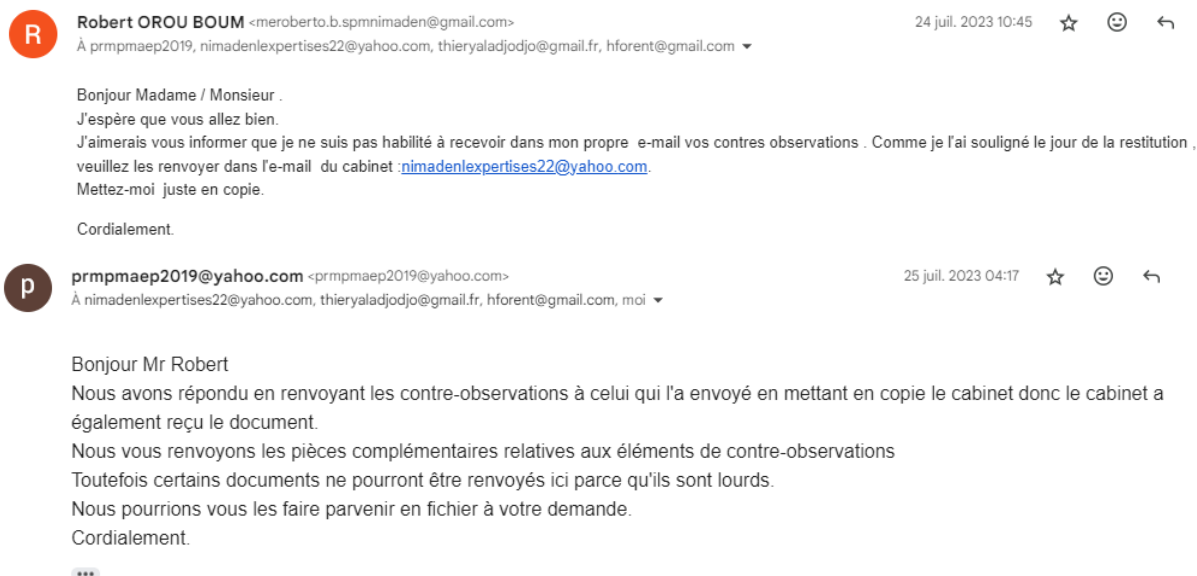 R
Robert OROU BOUM <meroberto.b.spmnimaden@gmail.com>
24 juil. 2023 10:45
À prmpmaep2019, nimadenlexpertises22@yahoo.com, thieryaladjodjo@gmail.fr, hforent@gmail.com
Bonjour Madame / Monsieur .
J'espère que vous allez bien.
J'aimerais vous informer que je ne suis pas habilité à recevoir dans mon propre e-mail vos contres observations . Comme je l'ai souligné le jour de la restitution ,
veuillez les renvoyer dans l'e-mail du cabinet :nimadenlexpertises22@yahoo.com.
Mettez-moi juste en copie.
Cordialement.
p
prmpmaep2019@yahoo.com <prmpmaep2019@yahoo.com>
25 juil. 2023 04:17
À nimadenlexpertises22@yahoo.com, thieryaladjodjo@gmail.fr, hforent@gmail.com, moi
Bonjour Mr Robert
Nous avons répondu en renvoyant les contre-observations à celui qui l'a envoyé en mettant en copie le cabinet donc le cabinet a
également reçu le document.
Nous vous renvoyons les pièces complémentaires relatives aux éléments de contre-observations
Toutefois certains documents ne pourront être renvoyés ici parce qu'ils sont lourds.
Nous pourrions vous les faire parvenir en fichier à votre demande.
Cordialement.